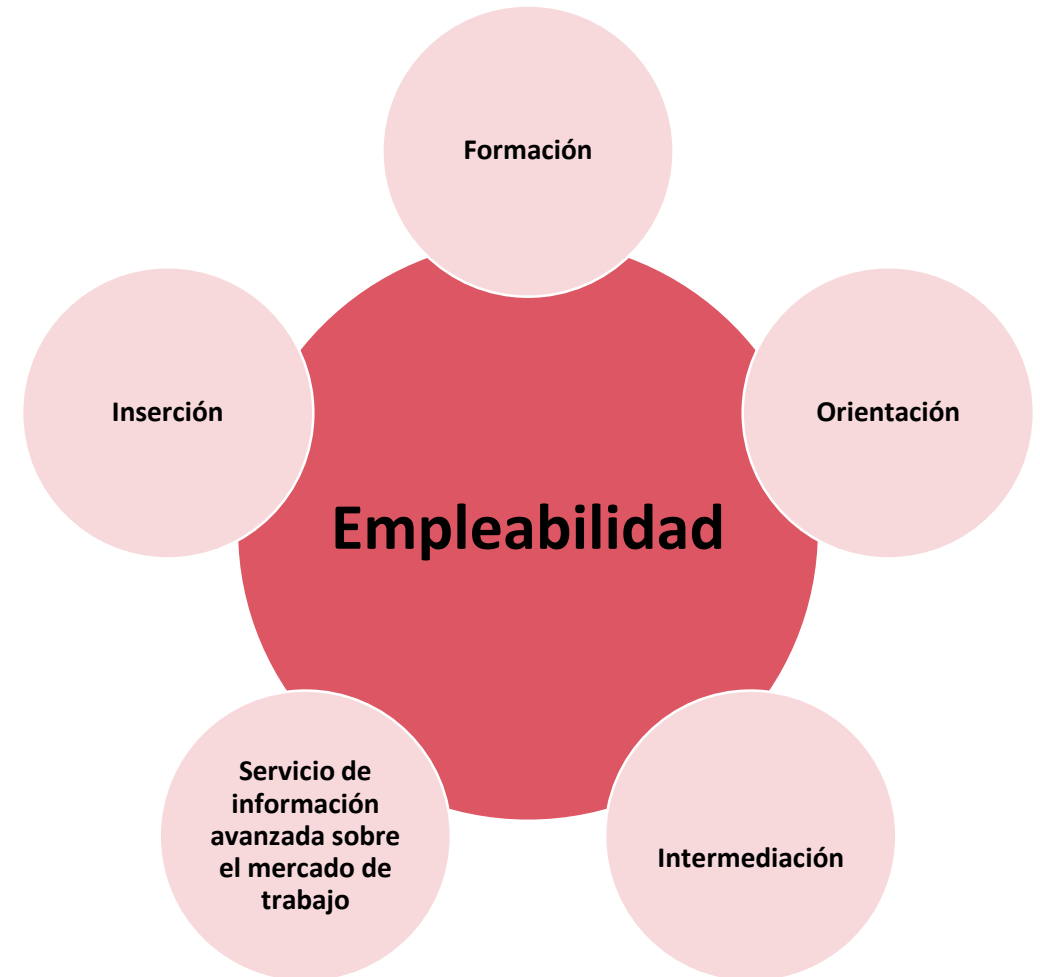 Formación
Orientación
Intermediación
Servicio de
información
avanzada sobre
el mercado de
trabajo
Inserción
Empleabilidad